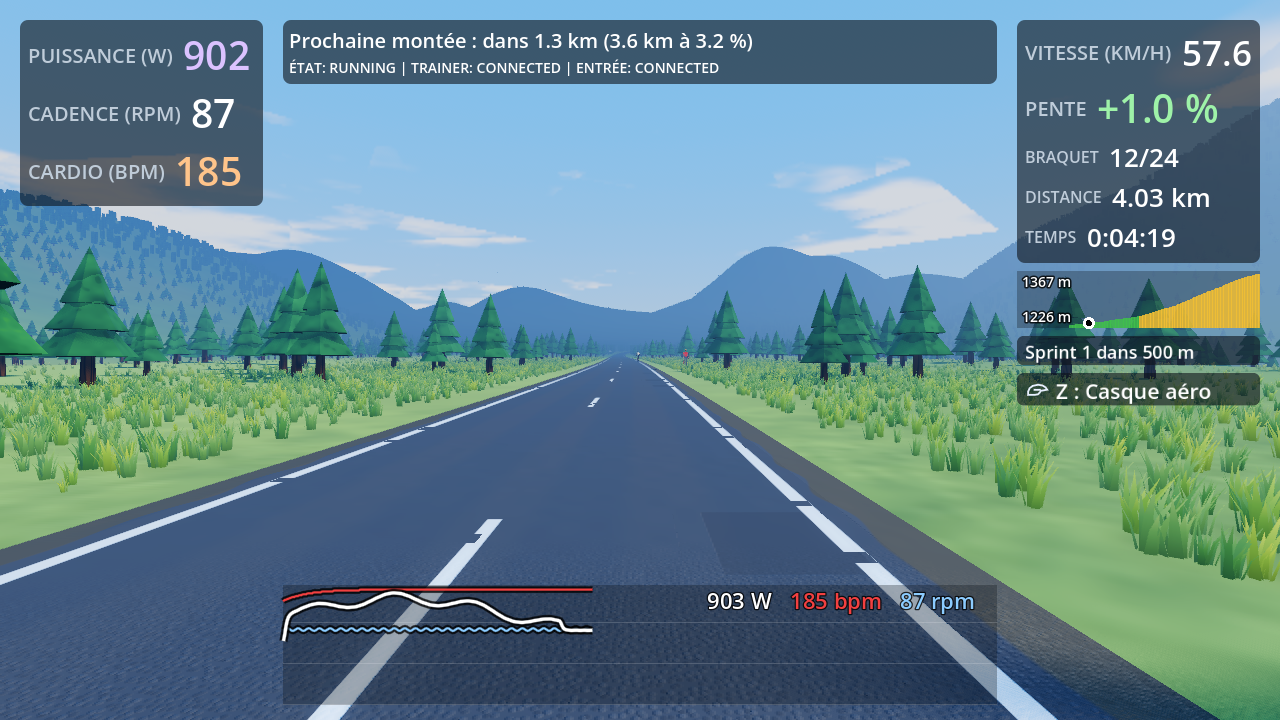 PUISSANCE (W) 902
CADENCE (RPM) 87
CARDIO (BPM) 185
Prochaine montée : dans 1.3 km (3.6 km à 3.2 %)
ÉTAT: RUNNING | TRAINER: CONNECTED | ENTRÉE: CONNECTED
VITESSE (KM/H) 57.6
PENTE +1.0 %
BRAQUET 12/24
DISTANCE 4.03 km
TEMPS 0:04:19
1367 m
1226 m
Sprint 1 dans 500 m
Z : Casque aéro
903 W 185 bpm 87 rpm